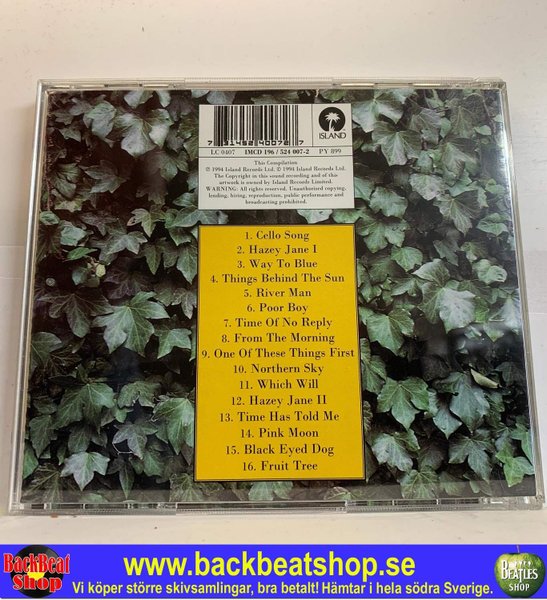 7 31452 40078 7
ISLAND
LC 0407 IMCD 196 / 524 007-2 PY 899
This Compilation
℗ 1994 Island Records Ltd. © 1994 Island Records Ltd.
The Copyright in this sound recording and of this
artwork is owned by Island Records Limited.
WARNING: All rights reserved. Unauthorized copying,
lending, hiring, reproduction, public performance and
broadcasting prohibited.
1. Cello Song
2. Hazey Jane I
3. Way To Blue
4. Things Behind The Sun
5. River Man
6. Poor Boy
7. Time Of No Reply
8. From The Morning
9. One Of These Things First
10. Northern Sky
11. Which Will
12. Hazey Jane II
13. Time Has Told Me
14. Pink Moon
15. Black Eyed Dog
16. Fruit Tree
BackBeat
Shop
www.backbeatshop.se
Vi köper större skivsamlingar, bra betalt! Hämtar i hela södra Sverige.
BEATLES
SHOP